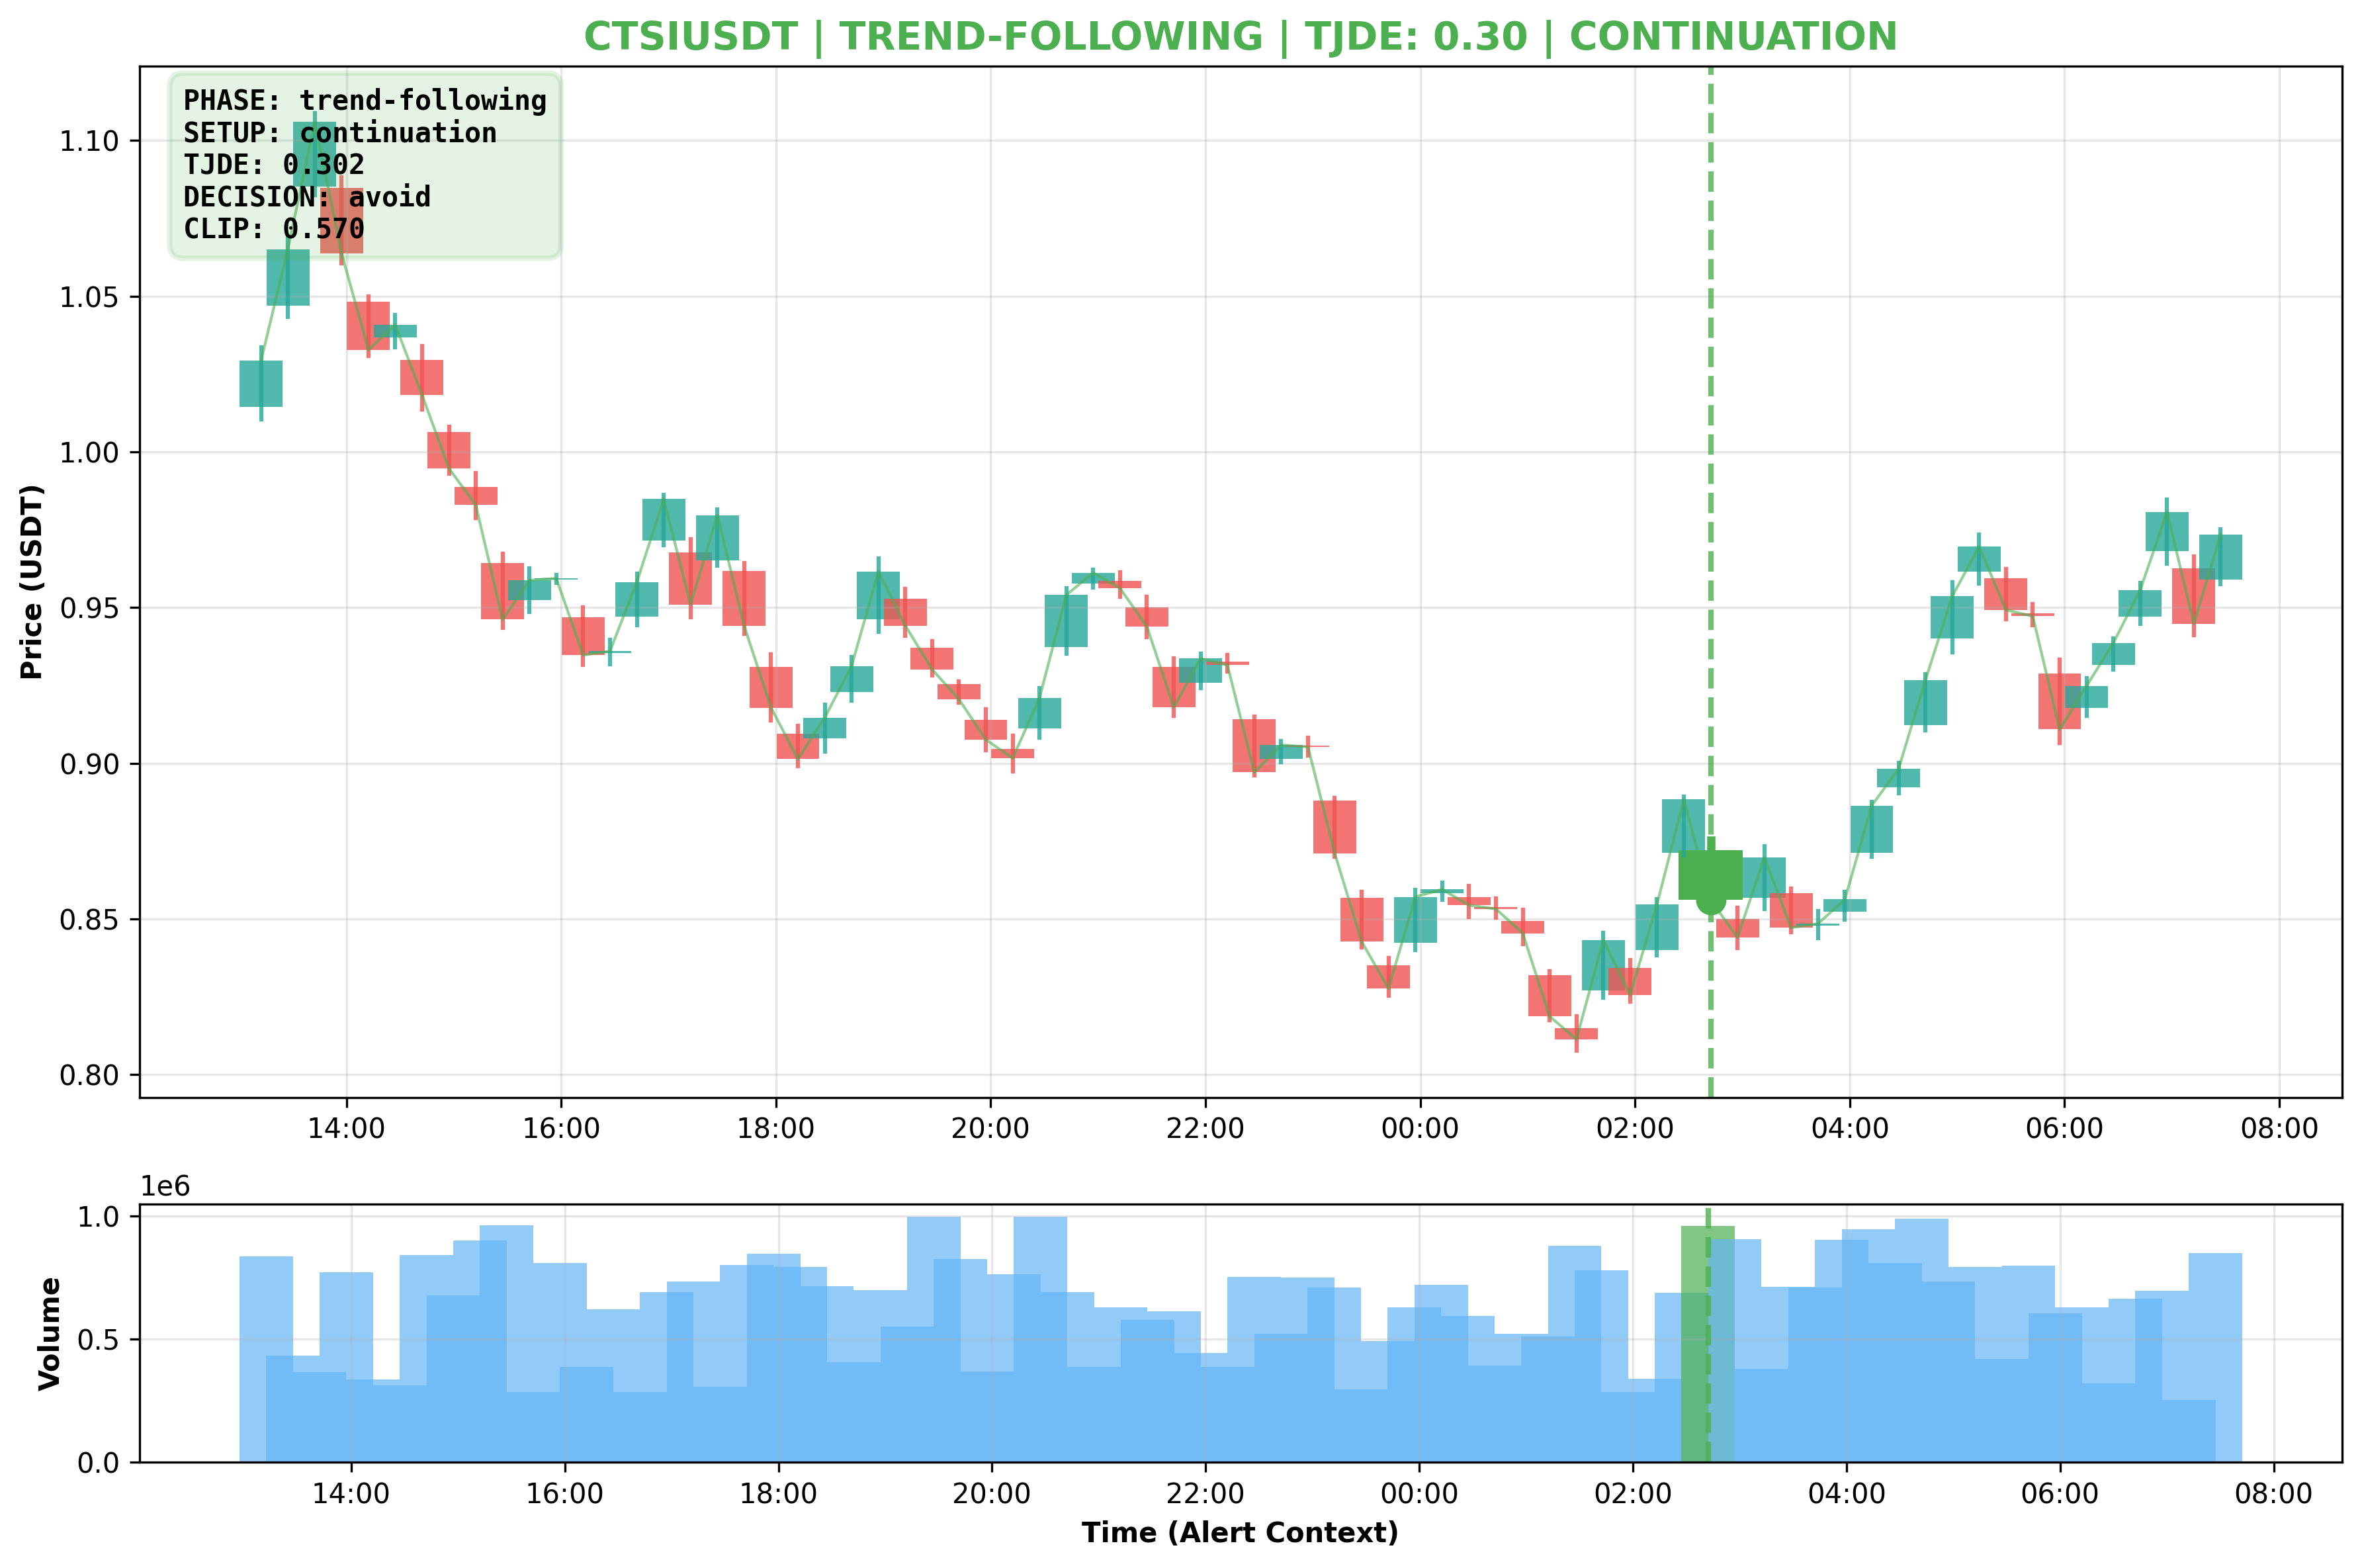 CTSIUSDT | TREND-FOLLOWING | TJDE: 0.30 | CONTINUATION
PHASE: trend-following
SETUP: continuation
TJDE: 0.302
DECISION: avoid
CLIP: 0.570
Price (USDT)
1.10
1.05
1.00
0.95
0.90
0.85
0.80
14:00 16:00 18:00 20:00 22:00 00:00 02:00 04:00 06:00 08:00
1e6
Volume
1.0
0.5
0.0
14:00 16:00 18:00 20:00 22:00 00:00 02:00 04:00 06:00 08:00
Time (Alert Context)